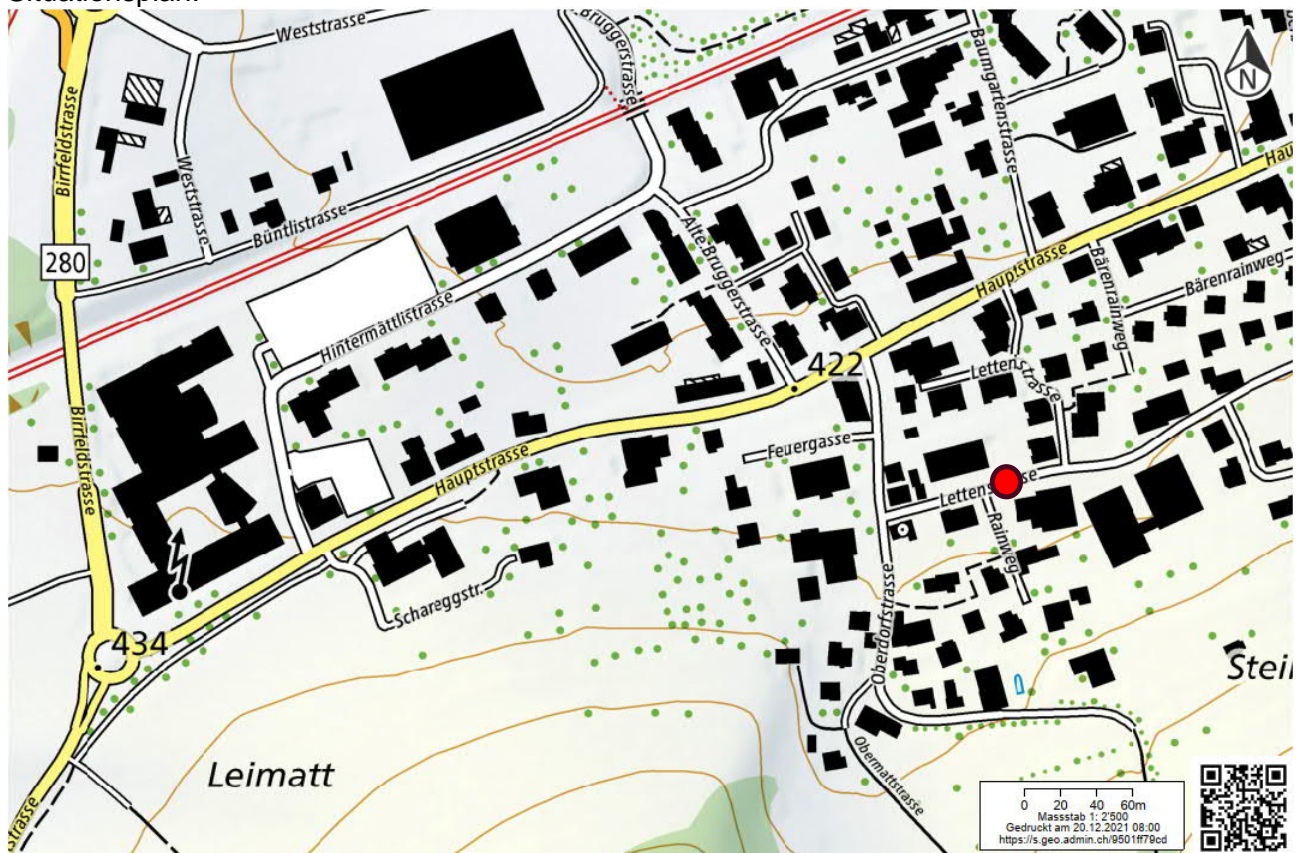 Situationsplan:
Weststrasse
Bruggerstrasse
Baumgartenstrasse
N
Birrfeldstrasse
Weststrasse
Büntlistrasse
280
Alte Bruggerstrasse
Hauptstrasse
Bärenrainweg
Bärenrainweg
Hintermättlistrasse
422
Lettenstrasse
Birrfeldstrasse
Feuergasse
Hauptstrasse
Rainweg
Schareggstr.
Oberdorfstrasse
434
Leimatt
Obermattstrasse
0 20 40 60m
Massstab 1: 2'500
Gedruckt am 20.12.2021 08:00
https://s.geo.admin.ch/9501ff79cd